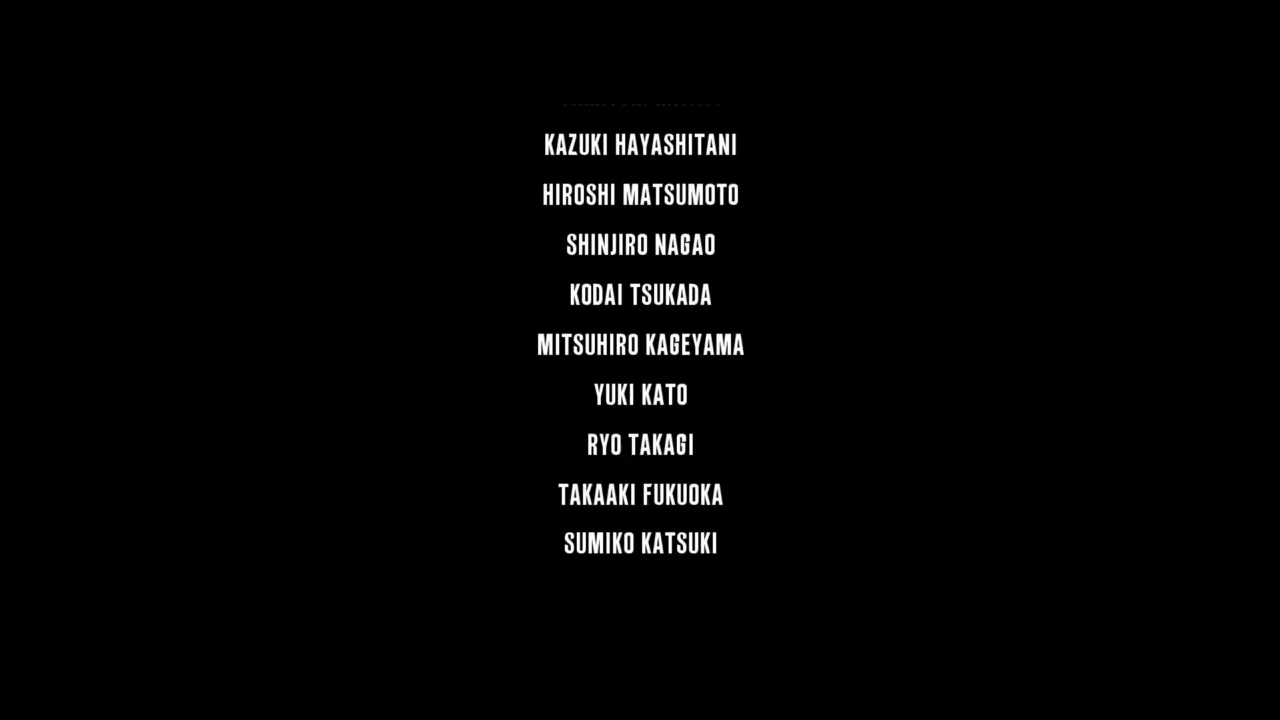 KAZUKI HAYASHITANI
HIROSHI MATSUMOTO
SHINJIRO NAGAO
KODAI TSUKADA
MITSUHIRO KAGEYAMA
YUKI KATO
RYO TAKAGI
TAKAAKI FUKUOKA
SUMIKO KATSUKI